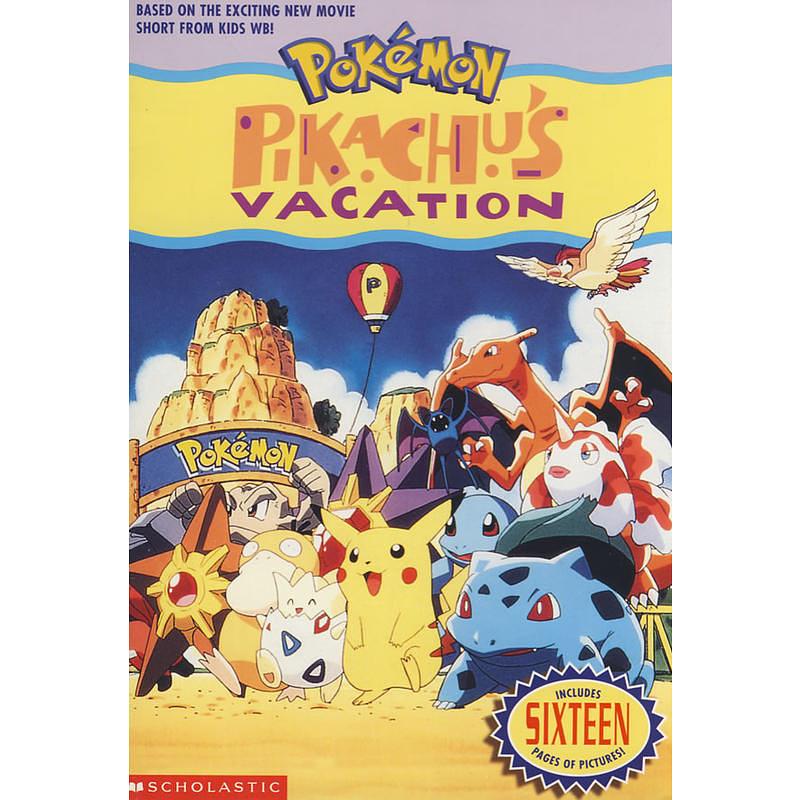 BASED ON THE EXCITING NEW MOVIE
SHORT FROM KIDS WB!
POKéMON
PIKACHU'S
VACATION
P
POKéMON
INCLUDES
SIXTEEN
PAGES OF PICTURES!
SCHOLASTIC